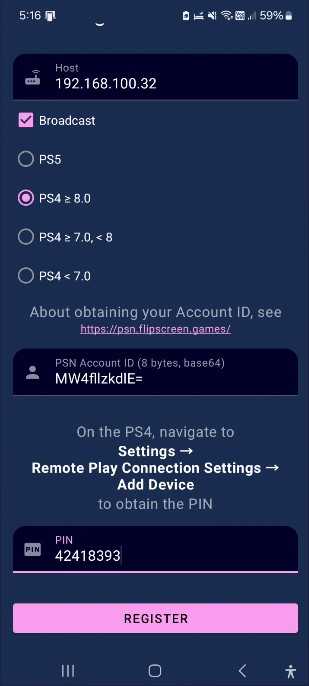 5:16
59%
Host
192.168.100.32
Broadcast
PS5
PS4 ≥ 8.0
PS4 ≥ 7.0, < 8
PS4 < 7.0
About obtaining your Account ID, see
https://psn.flipscreen.games/
PSN Account ID (8 bytes, base64)
MW4fIlzkdIE=
On the PS4, navigate to
Settings →
Remote Play Connection Settings →
Add Device
to obtain the PIN
PIN
PIN
42418393
REGISTER